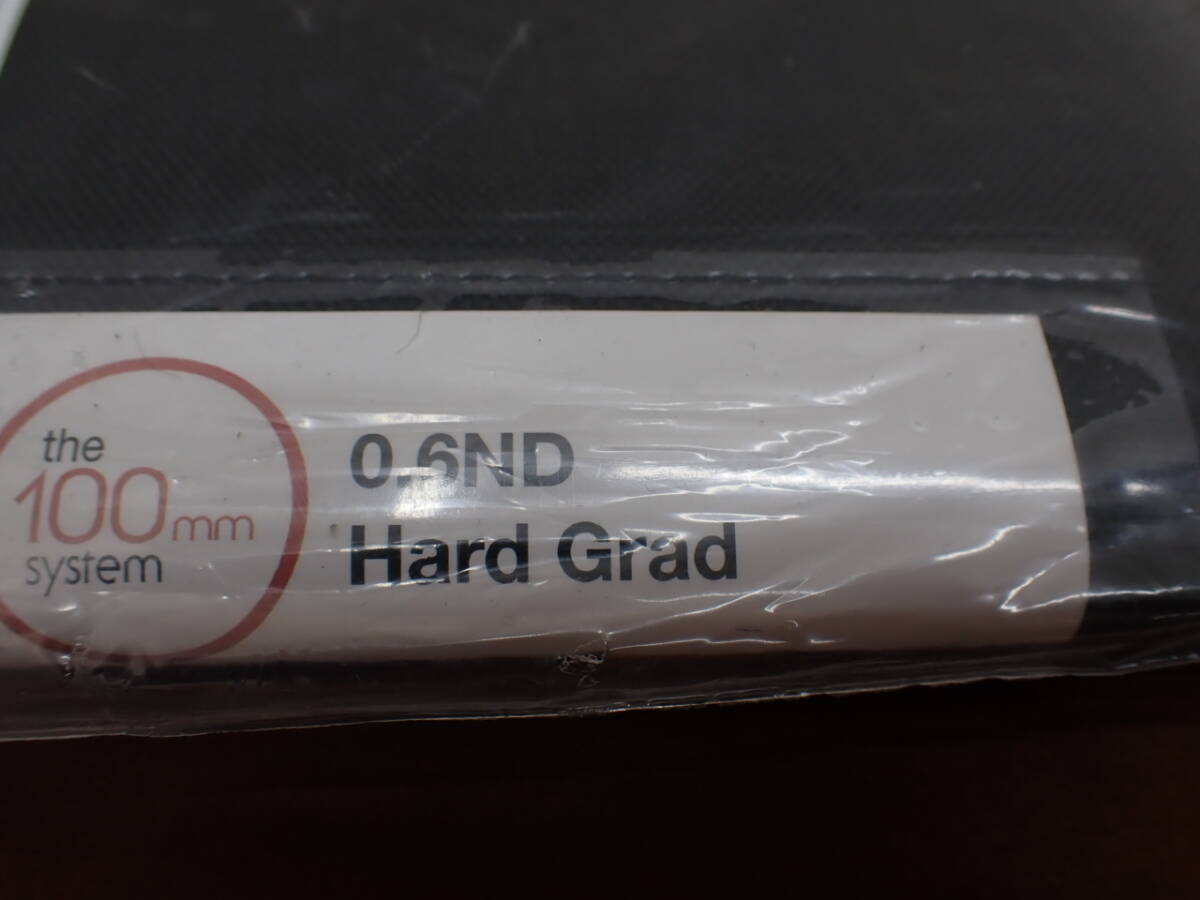 the
100mm
system
0.6ND
Hard Grad